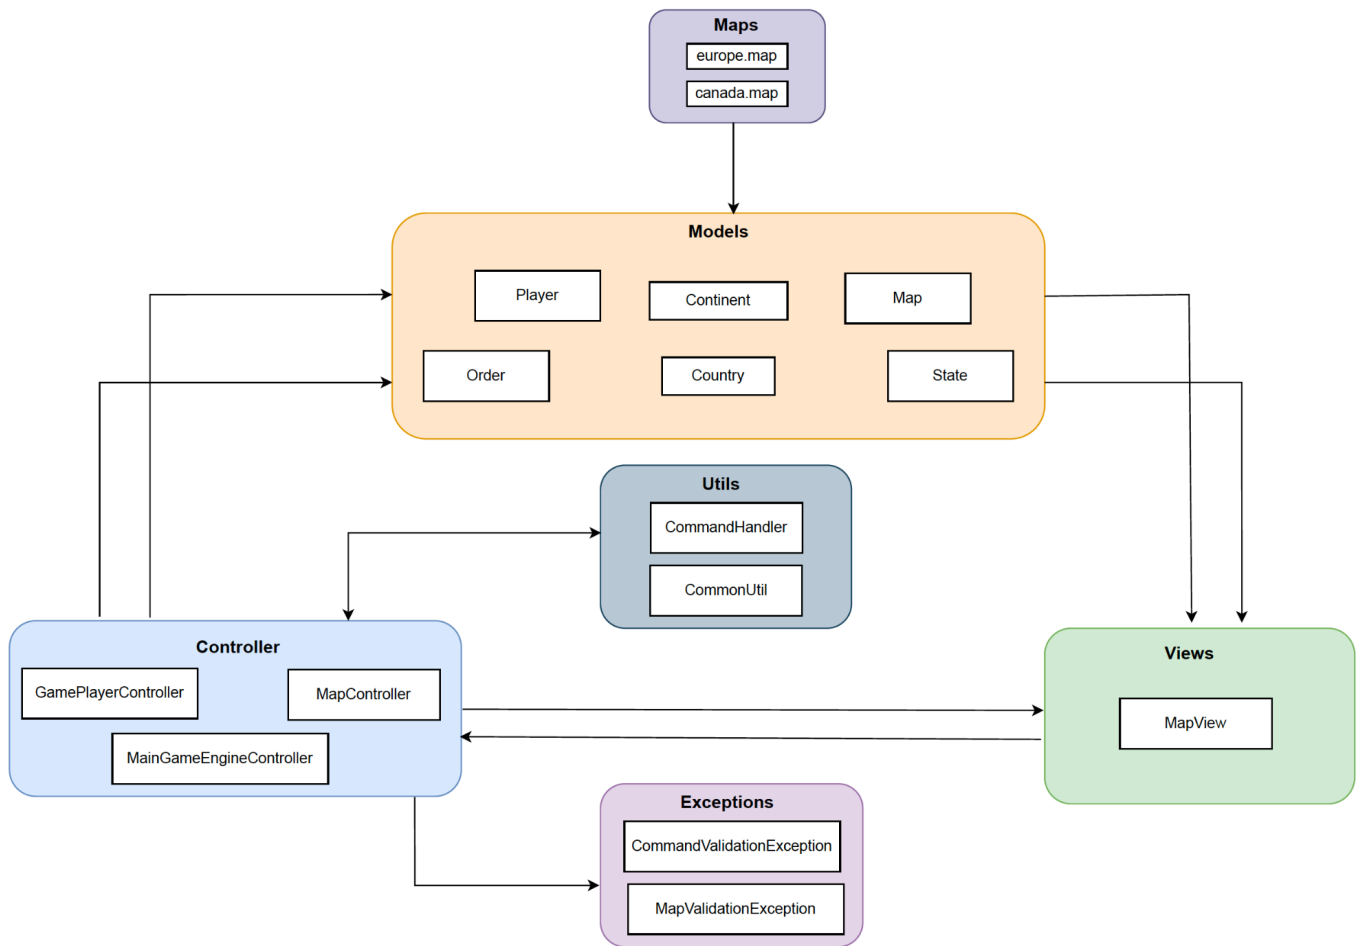 Maps
europe.map
canada.map
Models
Player
Continent
Map
Order
Country
State
Utils
CommandHandler
CommonUtil
Controller
GamePlayerController
MapController
MainGameEngineController
Views
MapView
Exceptions
CommandValidationException
MapValidationException